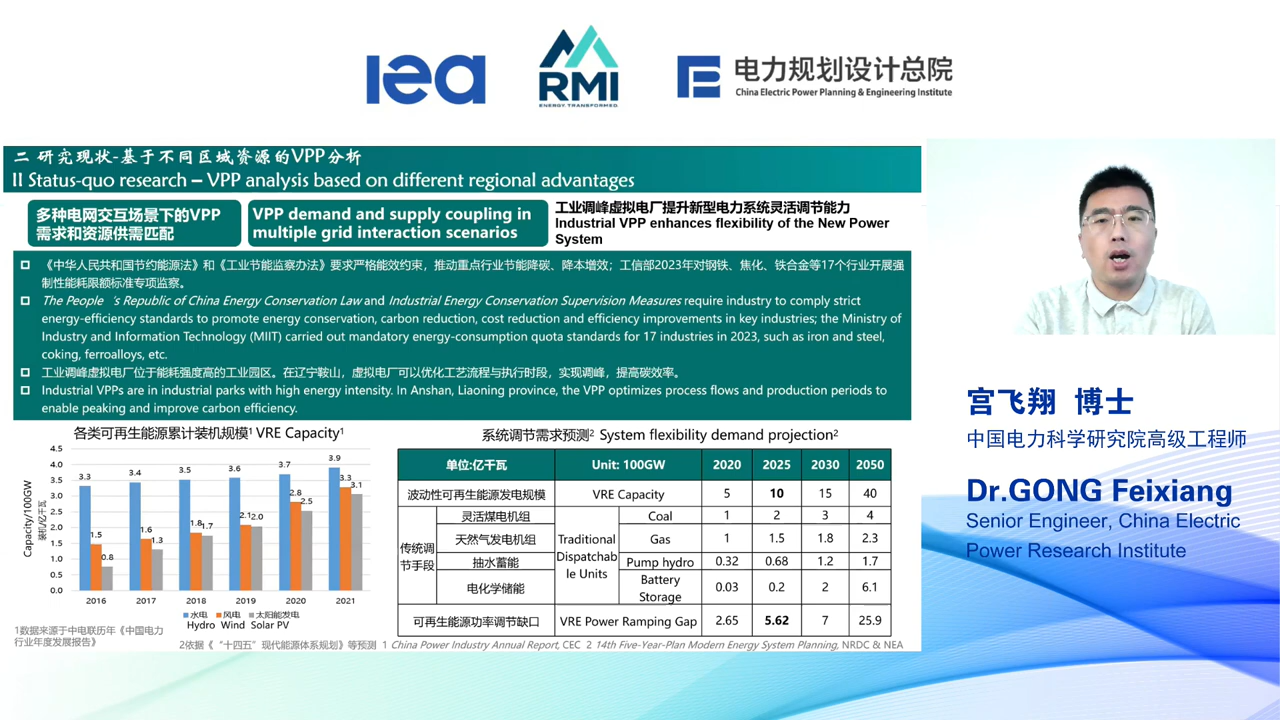 iea
RMI
ENERGY. TRANSFORMED.
电力规划设计总院
China Electric Power Planning & Engineering Institute
二 研究现状-基于不同区域资源的VPP分析
II Status-quo research – VPP analysis based on different regional advantages
多种电网交互场景下的VPP
需求和资源供需匹配
VPP demand and supply coupling in
multiple grid interaction scenarios
工业调峰虚拟电厂提升新型电力系统灵活调节能力
Industrial VPP enhances flexibility of the New Power
System
《中华人民共和国节约能源法》和《工业节能监察办法》要求严格能效约束，推动重点行业节能降碳、降本增效；工信部2023年对钢铁、焦化、铁合金等17个行业开展强
制性能耗限额标准专项监察。
The People 's Republic of China Energy Conservation Law and Industrial Energy Conservation Supervision Measures require industry to comply strict
energy-efficiency standards to promote energy conservation, carbon reduction, cost reduction and efficiency improvements in key industries; the Ministry of
Industry and Information Technology (MIIT) carried out mandatory energy-consumption quota standards for 17 industries in 2023, such as iron and steel,
coking, ferroalloys, etc.
工业调峰虚拟电厂位于能耗强度高的工业园区。在辽宁鞍山，虚拟电厂可以优化工艺流程与执行时段，实现调峰，提高碳效率。
Industrial VPPs are in industrial parks with high energy intensity. In Anshan, Liaoning province, the VPP optimizes process flows and production periods to
enable peaking and improve carbon efficiency.
各类可再生能源累计装机规模1 VRE Capacity1
Capacity/100GW
装机/亿千瓦
4.5
4.0
3.5
3.0
2.5
2.0
1.5
1.0
0.5
0.0
3.3 1.5 0.8
3.4 1.6 1.3
3.5 1.8 1.7
3.6 2.1 2.0
3.7 2.8 2.5
3.9 3.3 3.1
2016 2017 2018 2019 2020 2021
水电 风电 太阳能发电
Hydro Wind Solar PV
1数据来源于中电联历年《中国电力
行业年度发展报告》
系统调节需求预测2 System flexibility demand projection2
单位:亿千瓦 Unit: 100GW 2020 2025 2030 2050
波动性可再生能源发电规模 VRE Capacity 5 10 15 40
传统调
节手段
Traditional
Dispatchab
le Units
灵活煤电机组 Coal 1 2 3 4
天然气发电机组 Gas 1 1.5 1.8 2.3
抽水蓄能 Pump hydro 0.32 0.68 1.2 1.7
电化学储能 Battery
Storage 0.03 0.2 2 6.1
可再生能源功率调节缺口 VRE Power Ramping Gap 2.65 5.62 7 25.9
2依据《“十四五”现代能源体系规划》等预测 1 China Power Industry Annual Report, CEC 2 14th Five-Year-Plan Modern Energy System Planning, NRDC & NEA
宫飞翔 博士
中国电力科学研究院高级工程师
Dr.GONG Feixiang
Senior Engineer, China Electric
Power Research Institute